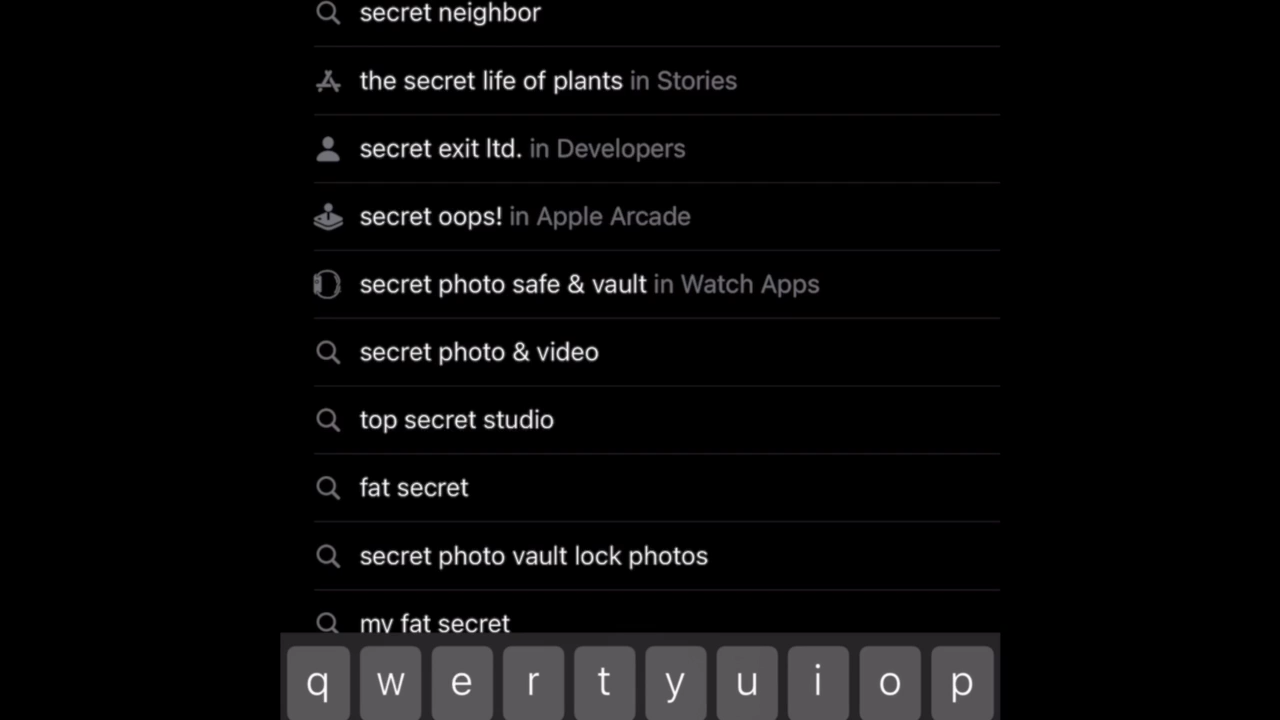 secret neighbor
the secret life of plants in Stories
secret exit ltd. in Developers
secret oops! in Apple Arcade
secret photo safe & vault in Watch Apps
secret photo & video
top secret studio
fat secret
secret photo vault lock photos
my fat secret
q w e r t y u i o p